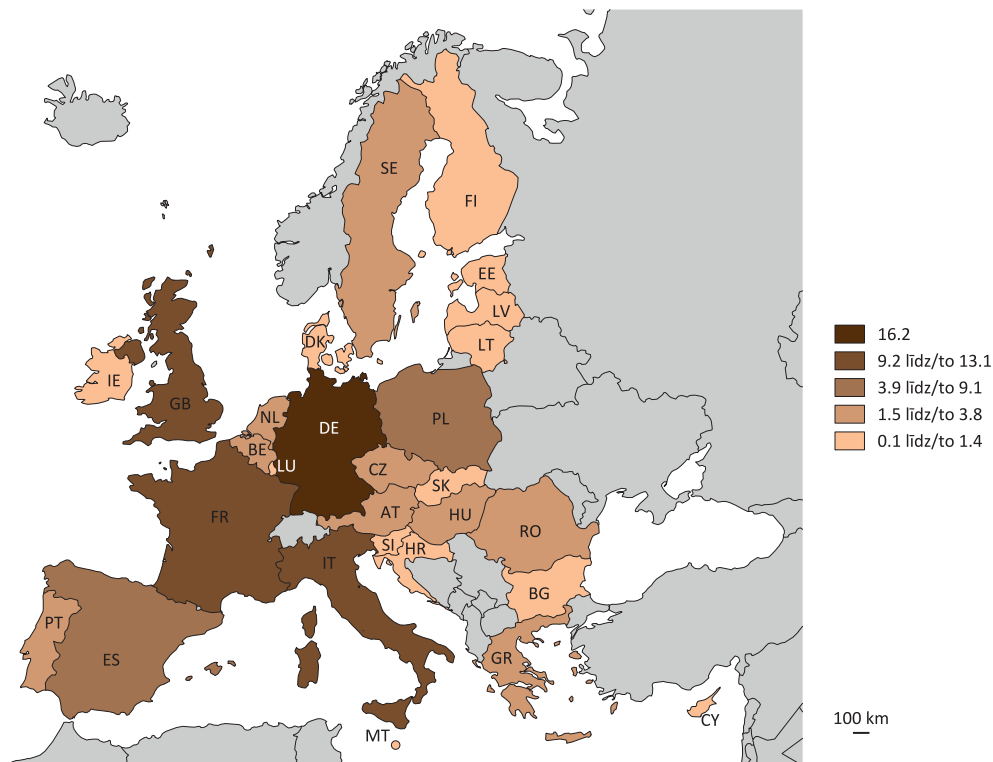 SE
FI
EE
LV
LT
DK
IE
GB
NL
BE
LU
DE
PL
CZ
SK
AT
HU
RO
FR
SI
HR
IT
BG
PT
ES
GR
MT
CY
16.2
9.2 līdz/to 13.1
3.9 līdz/to 9.1
1.5 līdz/to 3.8
0.1 līdz/to 1.4
100 km